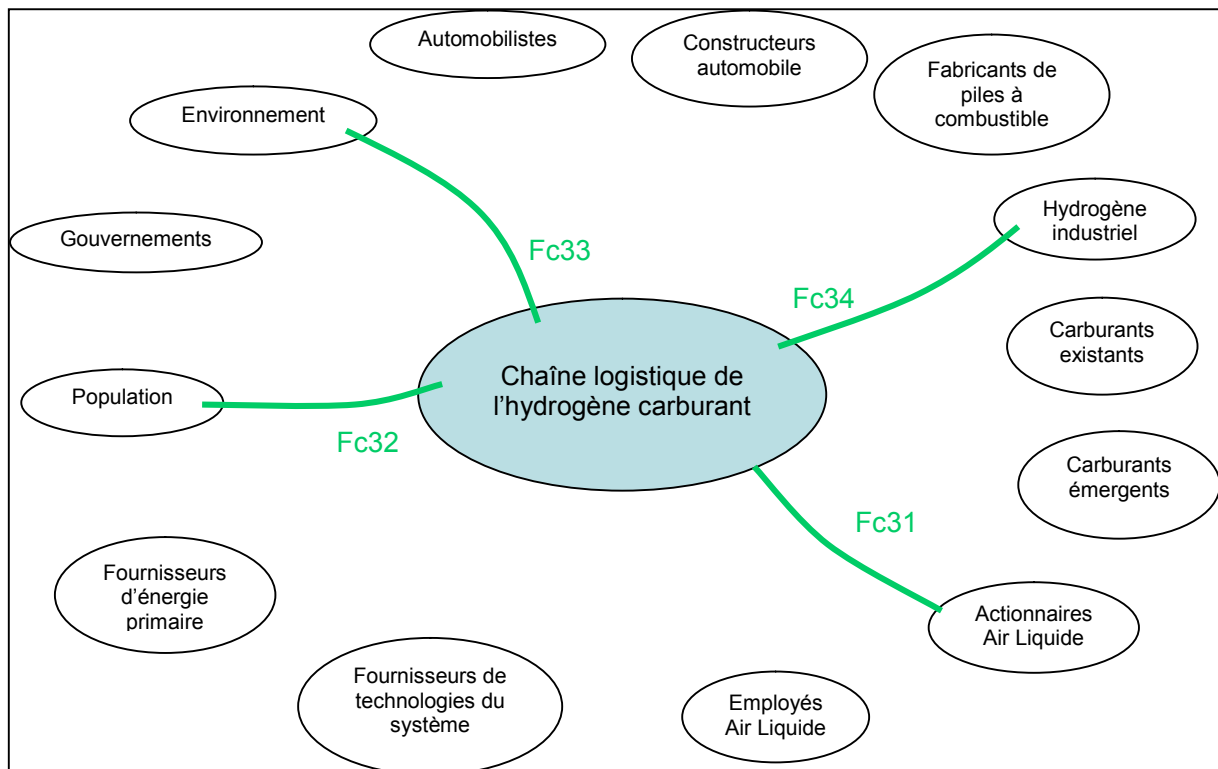 Automobilistes
Constructeurs
automobile
Fabricants de
piles à
combustible
Environnement
Hydrogène
industriel
Gouvernements
Fc33
Fc34
Carburants
existants
Chaîne logistique de
l'hydrogène carburant
Population
Fc32
Carburants
émergents
Fc31
Fournisseurs
d'énergie
primaire
Actionnaires
Air Liquide
Fournisseurs de
technologies du
système
Employés
Air Liquide